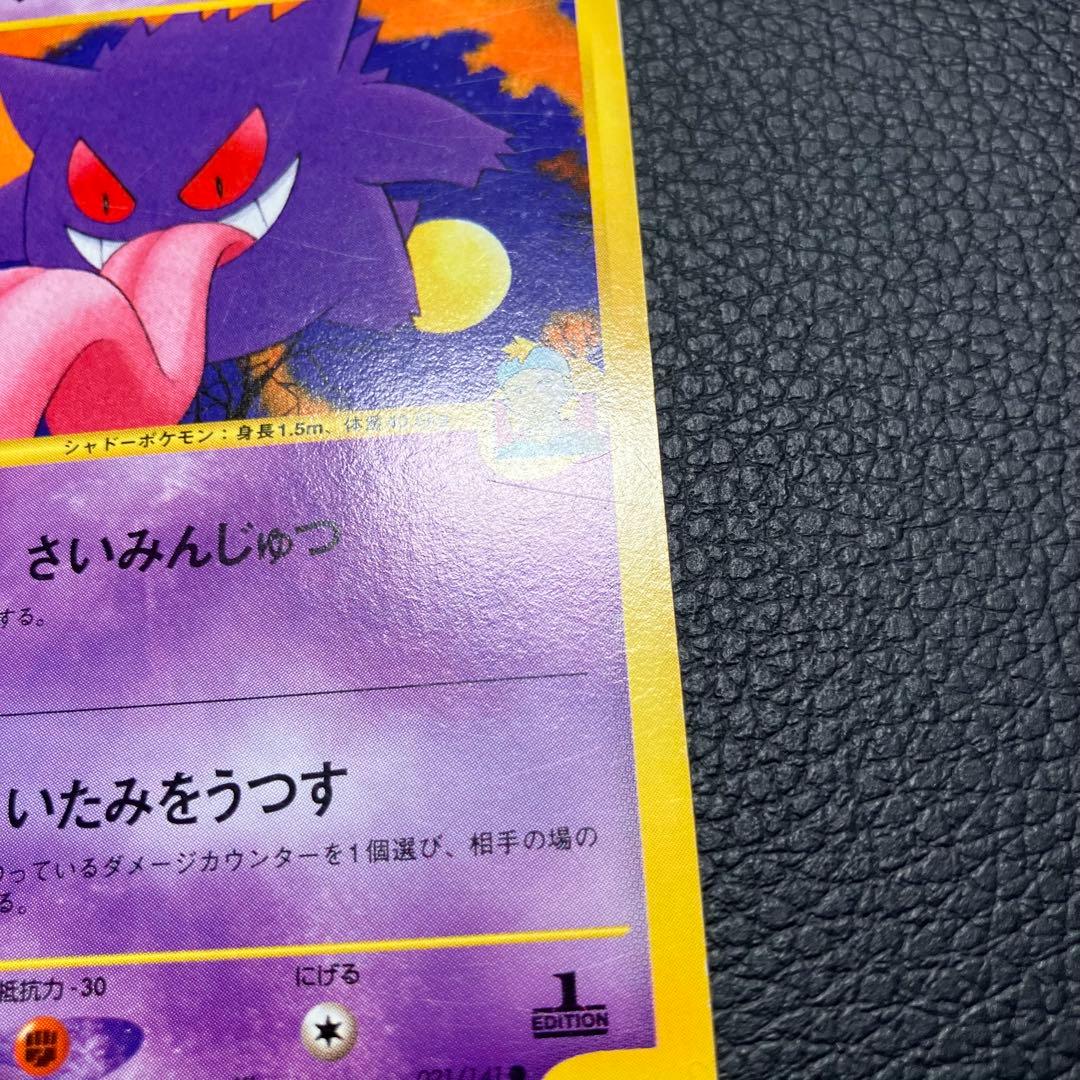 シャドーポケモン：身長1.5m、体重
さいみんじゅつ
する。
いたみをうつす
っているダメージカウンターを1個選び、相手の場の
る。
抵抗力 -30
にげる
1
EDITION